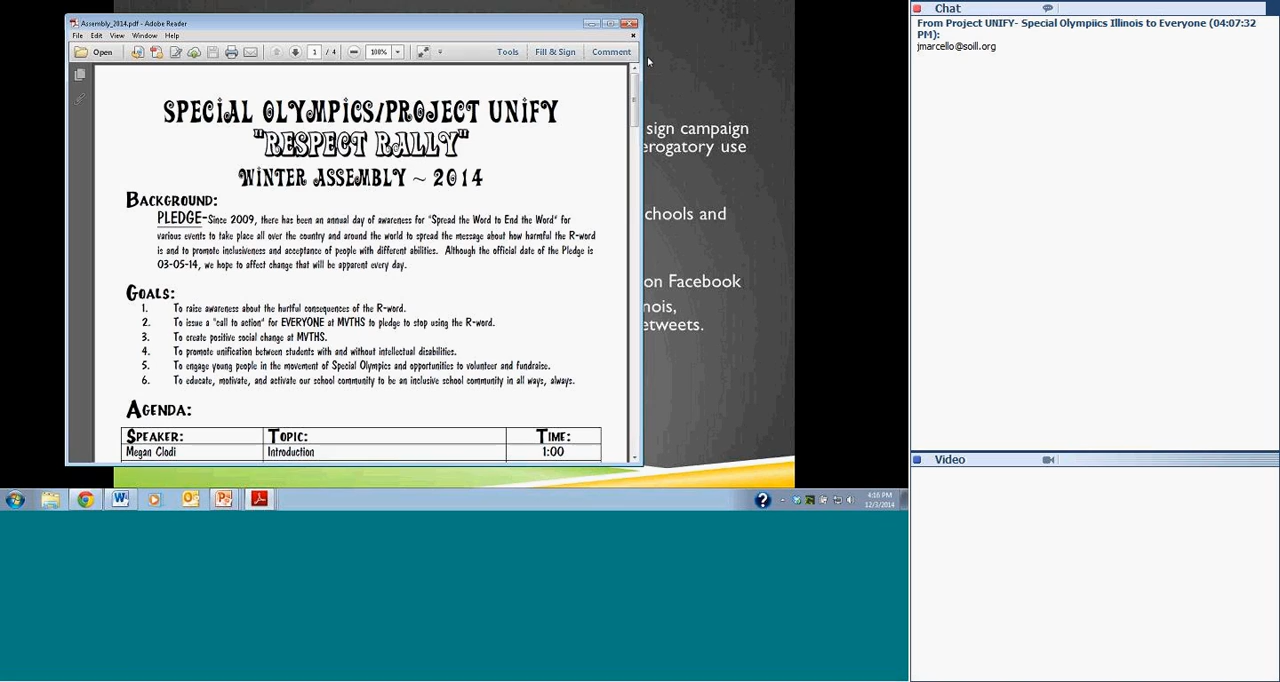 Assembly_2014.pdf - Adobe Reader
File Edit View Window Help
Open 1 / 4 100% Tools Fill & Sign Comment
SPECIAL OLYMPICS/PROJECT UNIFY
"RESPECT RALLY"
WINTER ASSEMBLY ~ 2014
BACKGROUND:
PLEDGE-Since 2009, there has been an annual day of awareness for "Spread the Word to End the Word" for
various events to take place all over the country and around the world to spread the message about how harmful the R-word
is and to promote inclusiveness and acceptance of people with different abilities. Although the official date of the Pledge is
03-05-14, we hope to affect change that will be apparent every day.
GOALS:
1. To raise awareness about the hurtful consequences of the R-word.
2. To issue a "call to action" for EVERYONE at MVTHS to pledge to stop using the R-word.
3. To create positive social change at MVTHS.
4. To promote unification between students with and without intellectual disabilities.
5. To engage young people in the movement of Special Olympics and opportunities to volunteer and fundraise.
6. To educate, motivate, and activate our school community to be an inclusive school community in all ways, always.
AGENDA:
SPEAKER: TOPIC: TIME:
Megan Clodi Introduction 1:00
sign campaign
erogatory use
chools and
on Facebook
nois,
etweets.
4:16 PM
12/3/2014
Chat
From Project UNIFY- Special Olympiics Illinois to Everyone (04:07:32
PM):
jmarcello@soill.org
Video